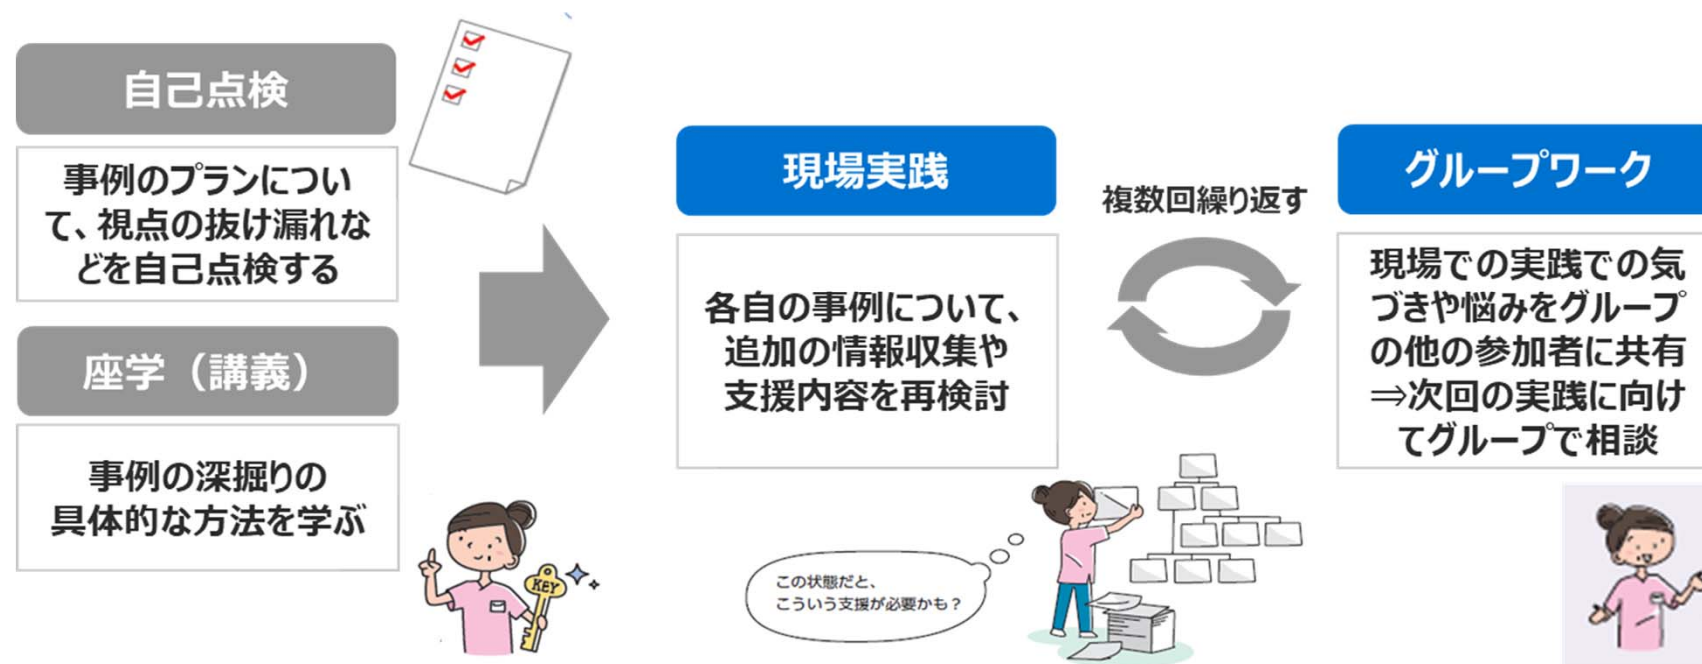 自己点検
事例のプランについ
て、視点の抜け漏れな
どを自己点検する
座学（講義）
事例の深掘りの
具体的な方法を学ぶ
KEY
現場実践
各自の事例について、
追加の情報収集や
支援内容を再検討
この状態だと、
こういう支援が必要かも？
複数回繰り返す
グループワーク
現場での実践での気
づきや悩みをグループ
の他の参加者に共有
⇒次回の実践に向け
てグループで相談